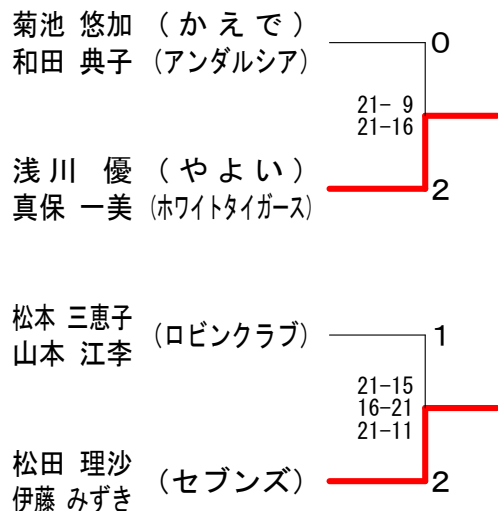 菊池 悠加 (かえで) 0
和田 典子 (アンダルシア)
21- 9
21-16
浅川 優 (やよい)
真保 一美 (ホワイトタイガース) 2
松本 三恵子
山本 江李 (ロビンクラブ) 1
21-15
16-21
21-11
松田 理沙
伊藤 みずき (セブンズ) 2